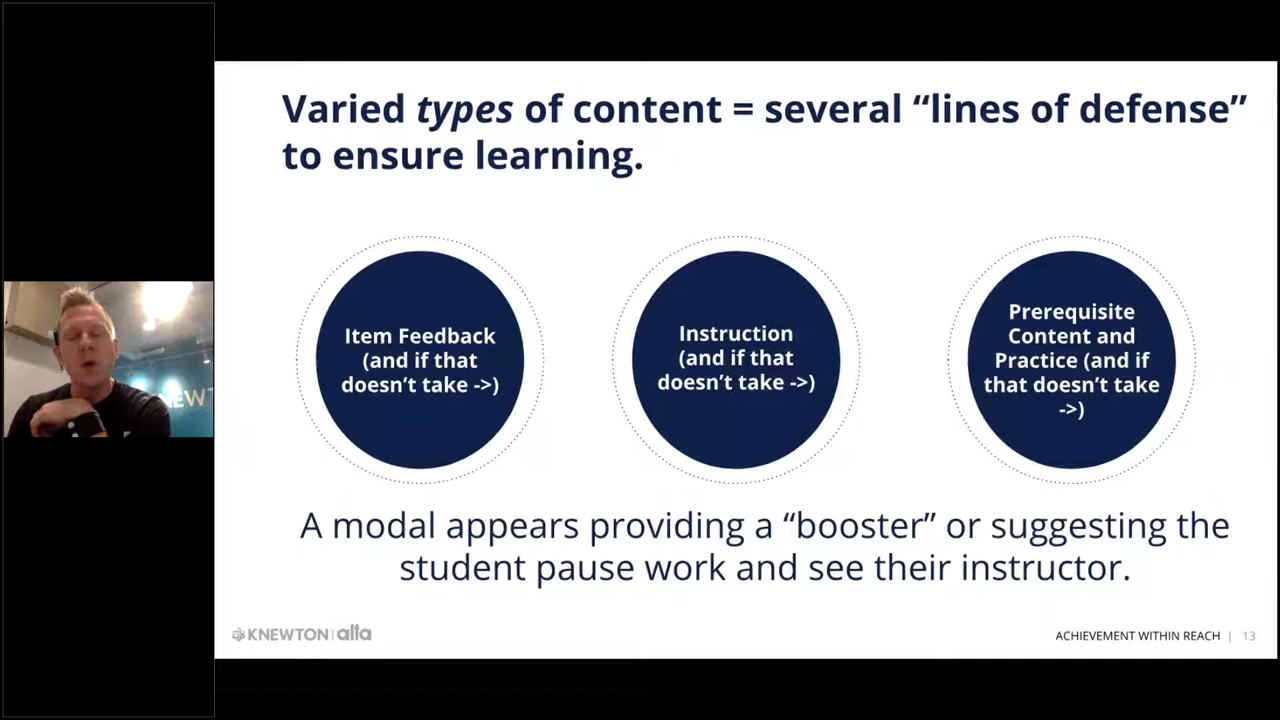 Varied types of content = several “lines of defense”
to ensure learning.
Item Feedback
(and if that
doesn’t take ->)
Instruction
(and if that
doesn’t take ->)
Prerequisite
Content and
Practice (and if
that doesn’t take
->)
A modal appears providing a “booster” or suggesting the
student pause work and see their instructor.
KNEWTON | alta
ACHIEVEMENT WITHIN REACH | 13